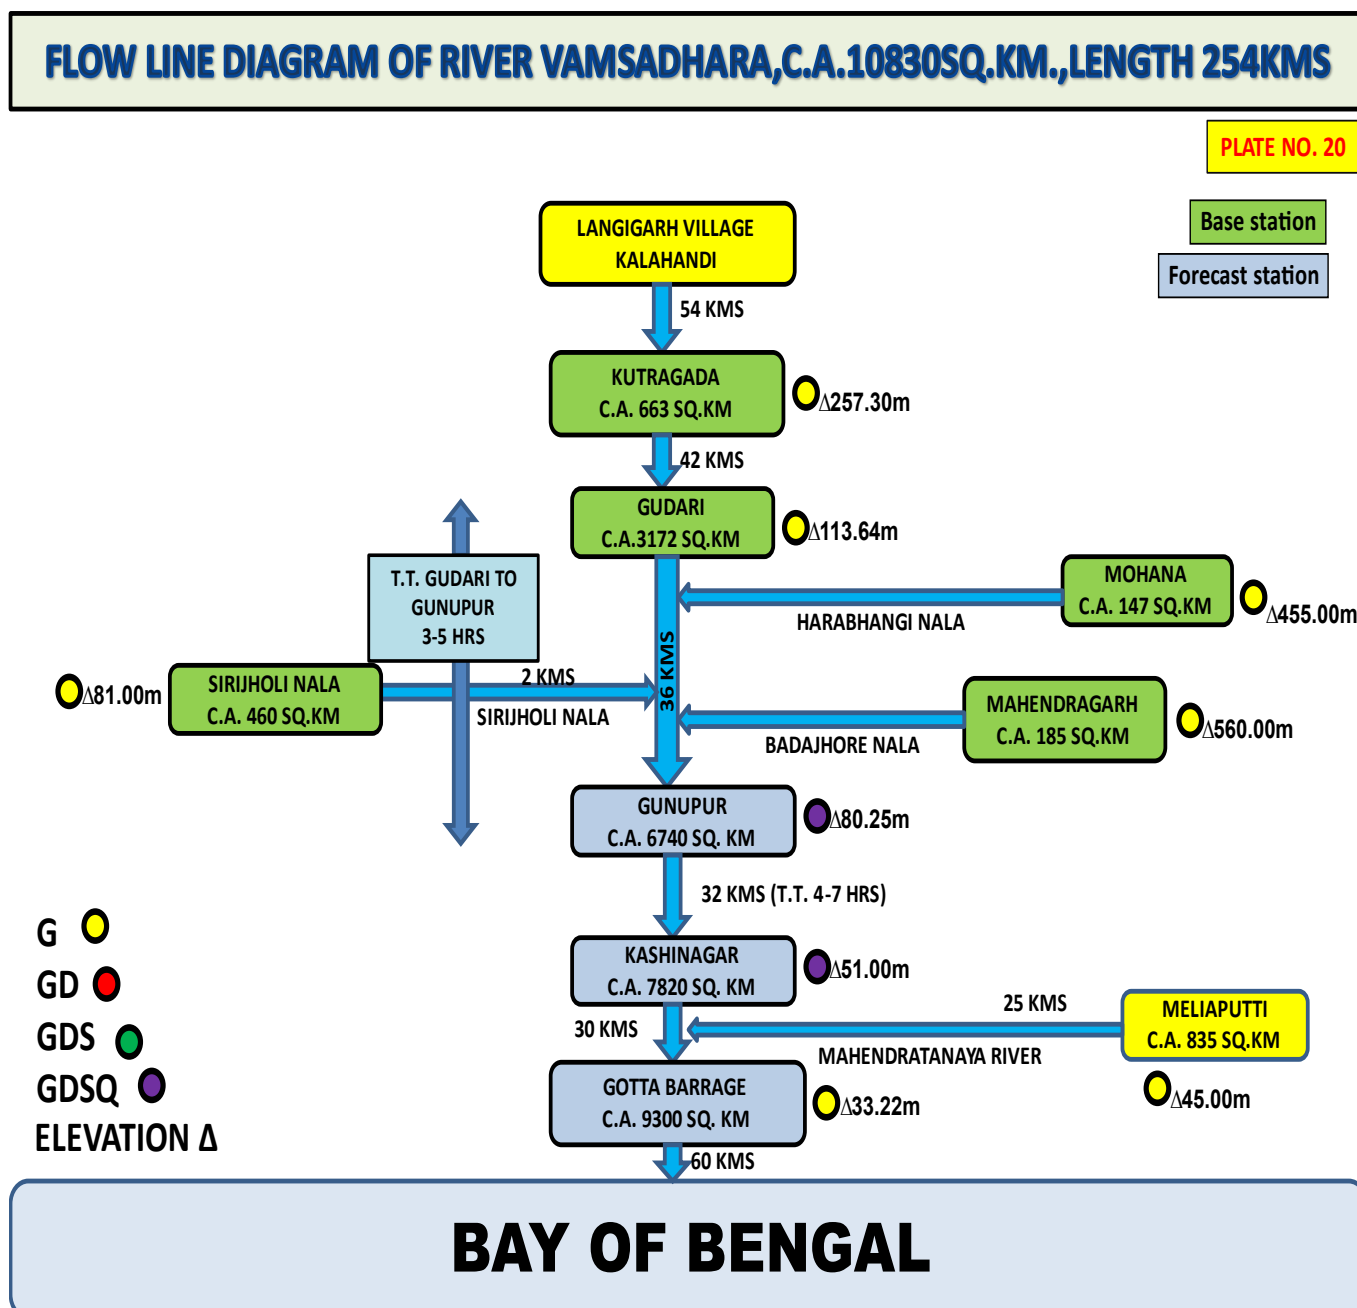 FLOW LINE DIAGRAM OF RIVER VAMSADHARA,C.A.10830SQ.KM.,LENGTH 254KMS
PLATE NO. 20
Base station
Forecast station
LANGIGARH VILLAGE
KALAHANDI
54 KMS
KUTRAGADA
C.A. 663 SQ.KM
Δ257.30m
42 KMS
GUDARI
C.A.3172 SQ.KM
Δ113.64m
T.T. GUDARI TO
GUNUPUR
3-5 HRS
MOHANA
C.A. 147 SQ.KM
Δ455.00m
HARABHANGI NALA
36 KMS
Δ81.00m
SIRIJHOLI NALA
C.A. 460 SQ.KM
2 KMS
SIRIJHOLI NALA
MAHENDRAGARH
C.A. 185 SQ.KM
Δ560.00m
BADAJHORE NALA
GUNUPUR
C.A. 6740 SQ. KM
Δ80.25m
32 KMS (T.T. 4-7 HRS)
KASHINAGAR
C.A. 7820 SQ. KM
Δ51.00m
30 KMS
25 KMS
MELIAPUTTI
C.A. 835 SQ.KM
MAHENDRATANAYA RIVER
Δ45.00m
GOTTA BARRAGE
C.A. 9300 SQ. KM
Δ33.22m
60 KMS
G
GD
GDS
GDSQ
ELEVATION Δ
BAY OF BENGAL